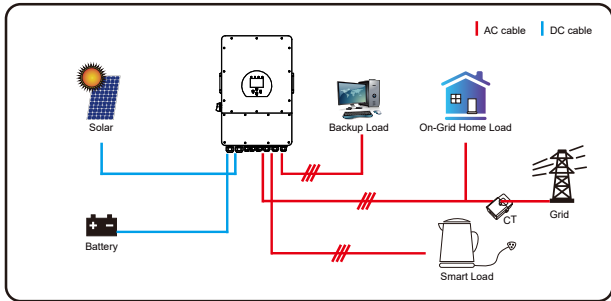 AC cable DC cable
Solar
Backup Load
On-Grid Home Load
CT
Grid
Battery
Smart Load